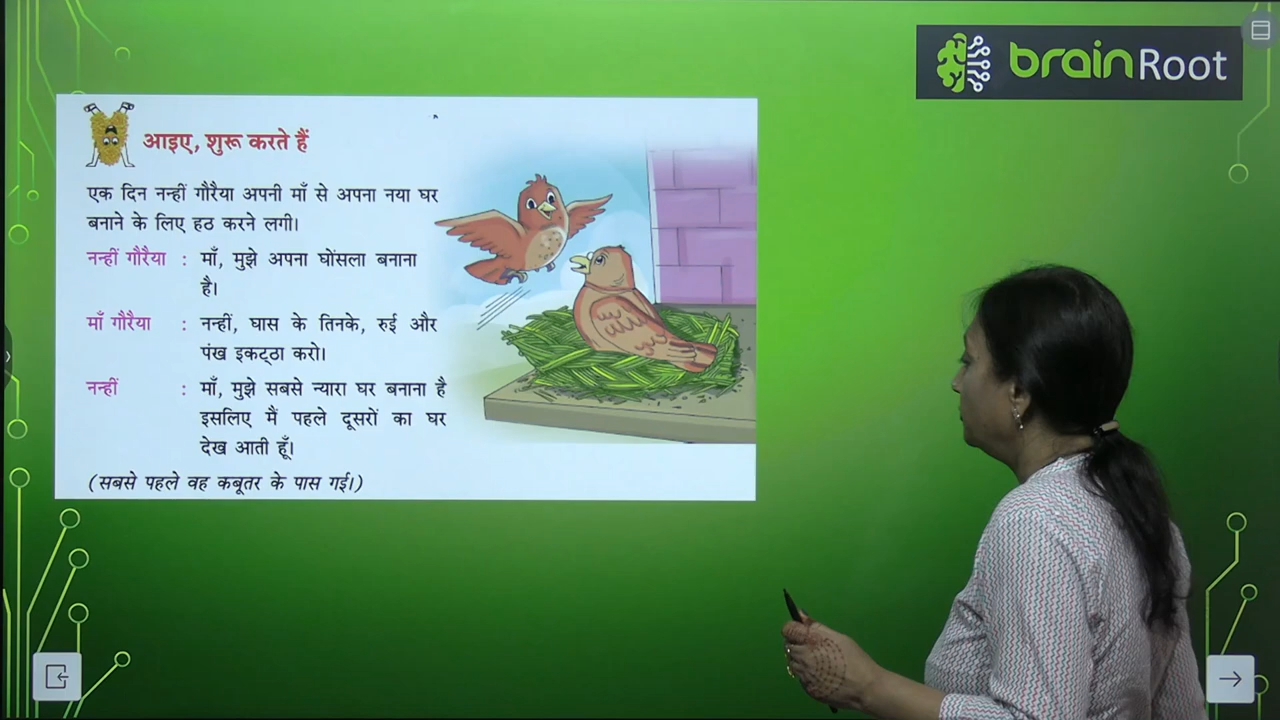 brainRoot
आइए, शुरू करते हैं
एक दिन नन्हीं गौरैया अपनी माँ से अपना नया घर
बनाने के लिए हठ करने लगी।
नन्हीं गौरैया : माँ, मुझे अपना घोंसला बनाना
है।
माँ गौरैया : नन्हीं, घास के तिनके, रुई और
पंख इकट्ठा करो।
नन्हीं : माँ, मुझे सबसे न्यारा घर बनाना है
इसलिए मैं पहले दूसरों का घर
देख आती हूँ।
(सबसे पहले वह कबूतर के पास गई।)